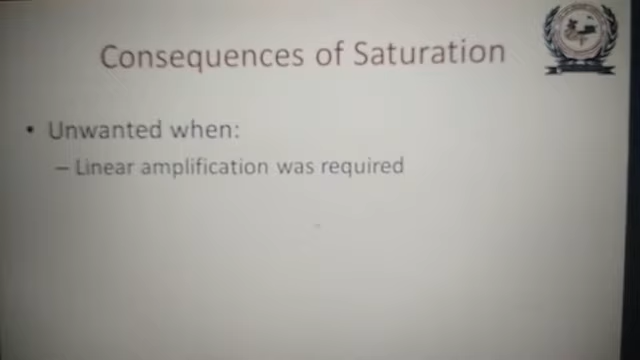 Consequences of Saturation
• Unwanted when:
– Linear amplification was required